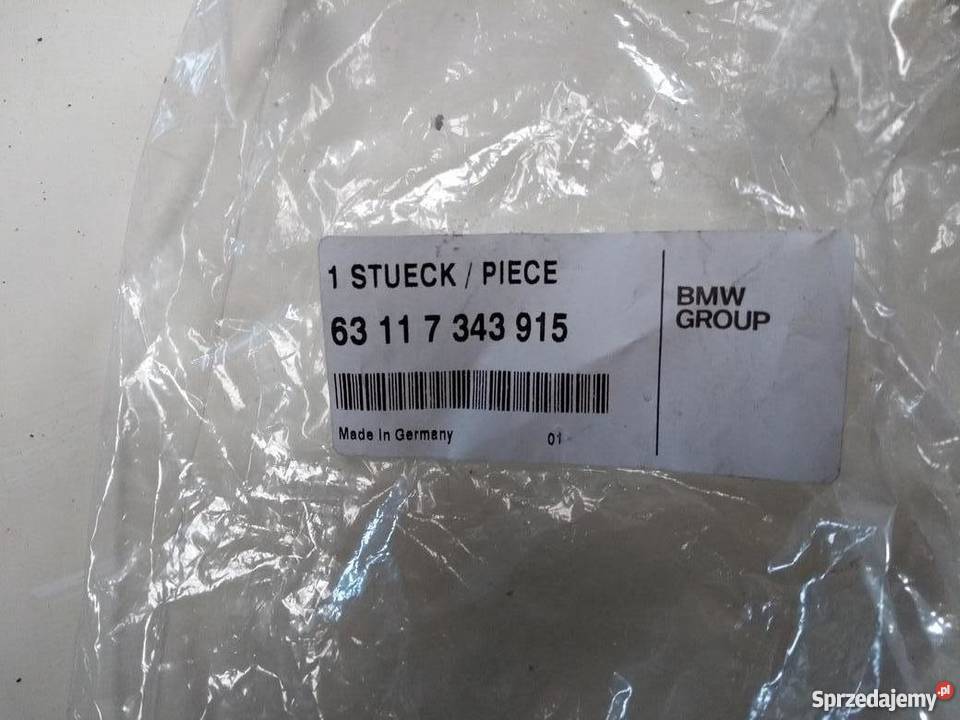 1 STUECK / PIECE
63 11 7 343 915
Made in Germany 01
BMW
GROUP
Sprzedajemy.pl